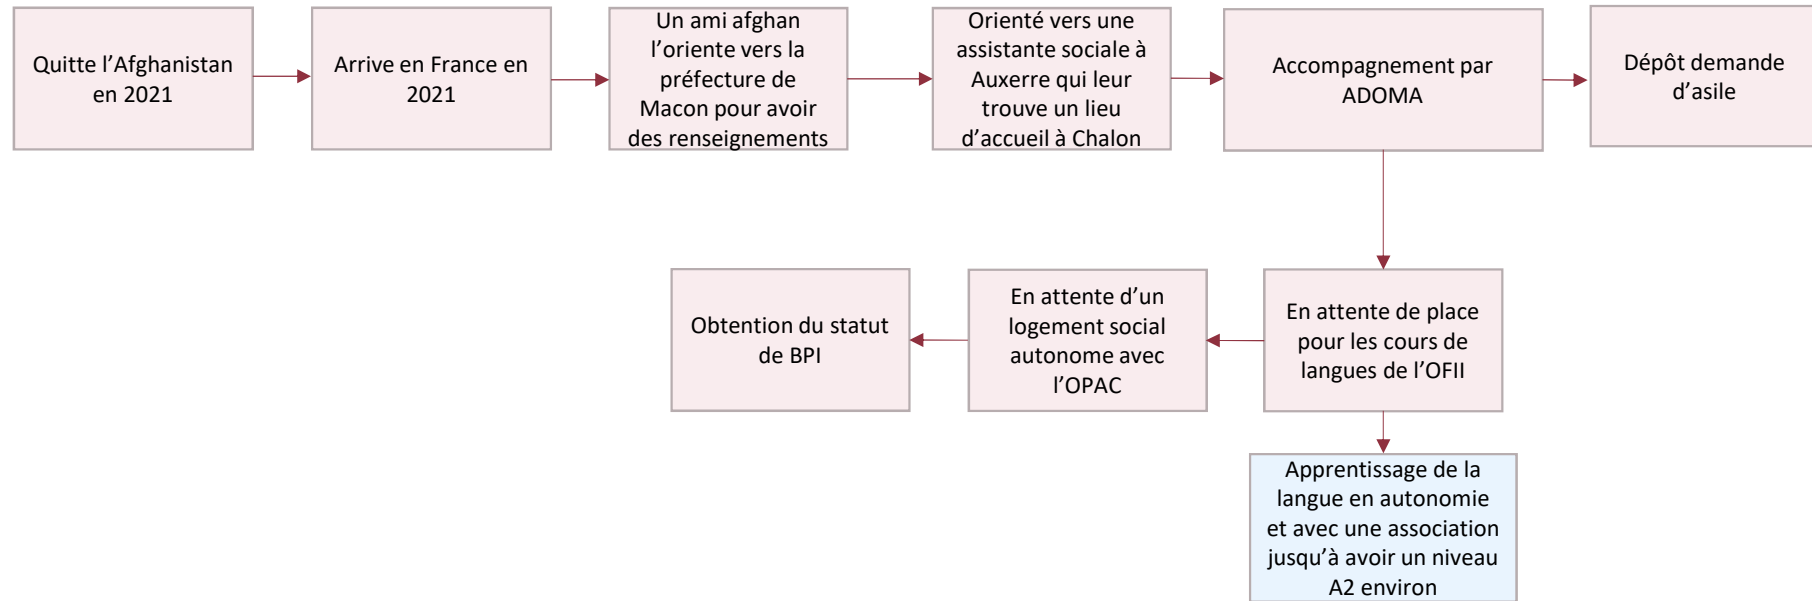 Quitte l’Afghanistan
en 2021
Arrive en France en
2021
Un ami afghan
l’oriente vers la
préfecture de
Macon pour avoir
des renseignements
Orienté vers une
assistante sociale à
Auxerre qui leur
trouve un lieu
d’accueil à Chalon
Accompagnement par
ADOMA
Dépôt demande
d’asile
Obtention du statut
de BPI
En attente d’un
logement social
autonome avec
l’OPAC
En attente de place
pour les cours de
langues de l’OFII
Apprentissage de la
langue en autonomie
et avec une association
jusqu’à avoir un niveau
A2 environ